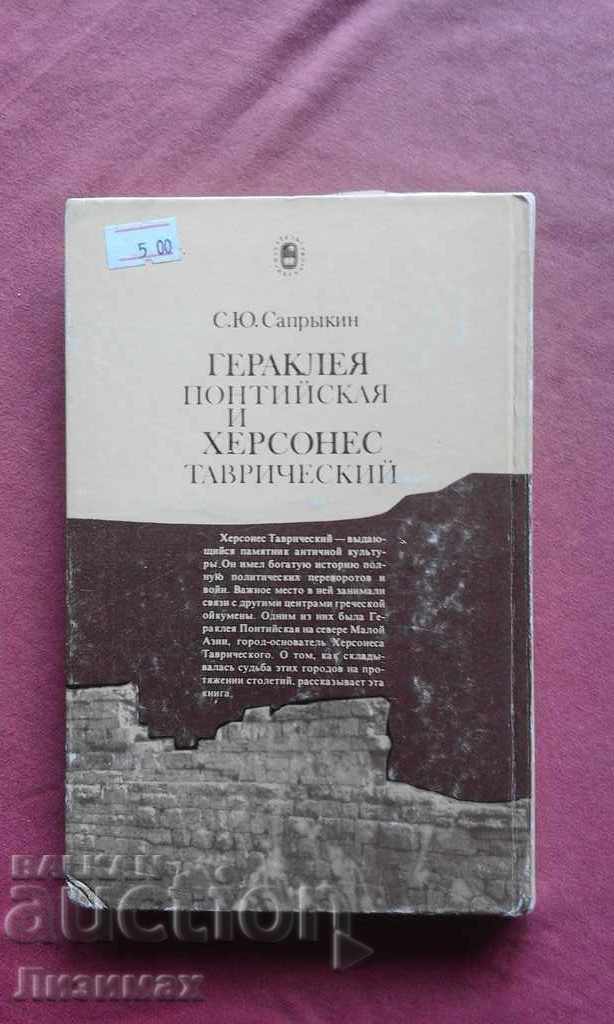 5.00
С.Ю. Сапрыкин
ГЕРАКЛЕЯ
ПОНТИЙСКАЯ
И
ХЕРСОНЕС
ТАВРИЧЕСКИЙ
Херсонес Таврический — выдаю-
щийся памятник античной культу-
ры. Он имел богатую историю пол-
ную политических переворотов и
войн. Важное место в ней занимали
связи с другими центрами греческой
ойкумены. Одним из них была Ге-
раклея Понтийская на севере Малой
Азии, город-основатель Херсонеса
Таврического. О том, как склады-
валась судьба этих городов на про-
тяжении столетий, рассказывает эта
книга.
BALKAN
auction
Лизимах